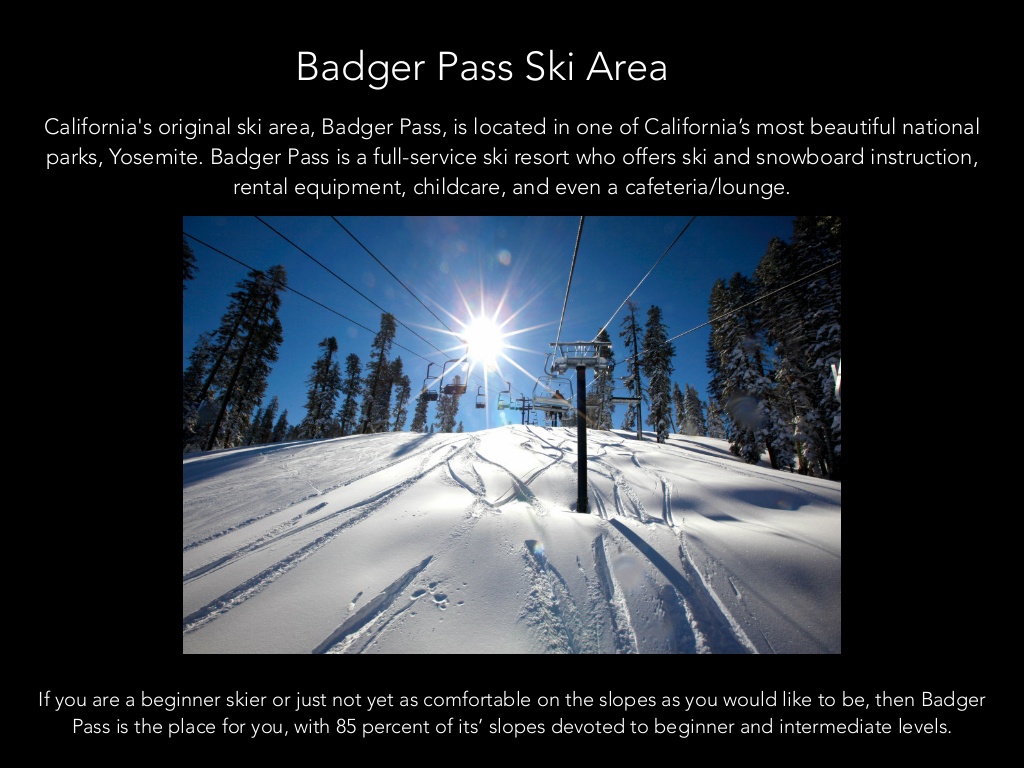 Badger Pass Ski Area
California's original ski area, Badger Pass, is located in one of California’s most beautiful national
parks, Yosemite. Badger Pass is a full-service ski resort who offers ski and snowboard instruction,
rental equipment, childcare, and even a cafeteria/lounge.
If you are a beginner skier or just not yet as comfortable on the slopes as you would like to be, then Badger
Pass is the place for you, with 85 percent of its’ slopes devoted to beginner and intermediate levels.